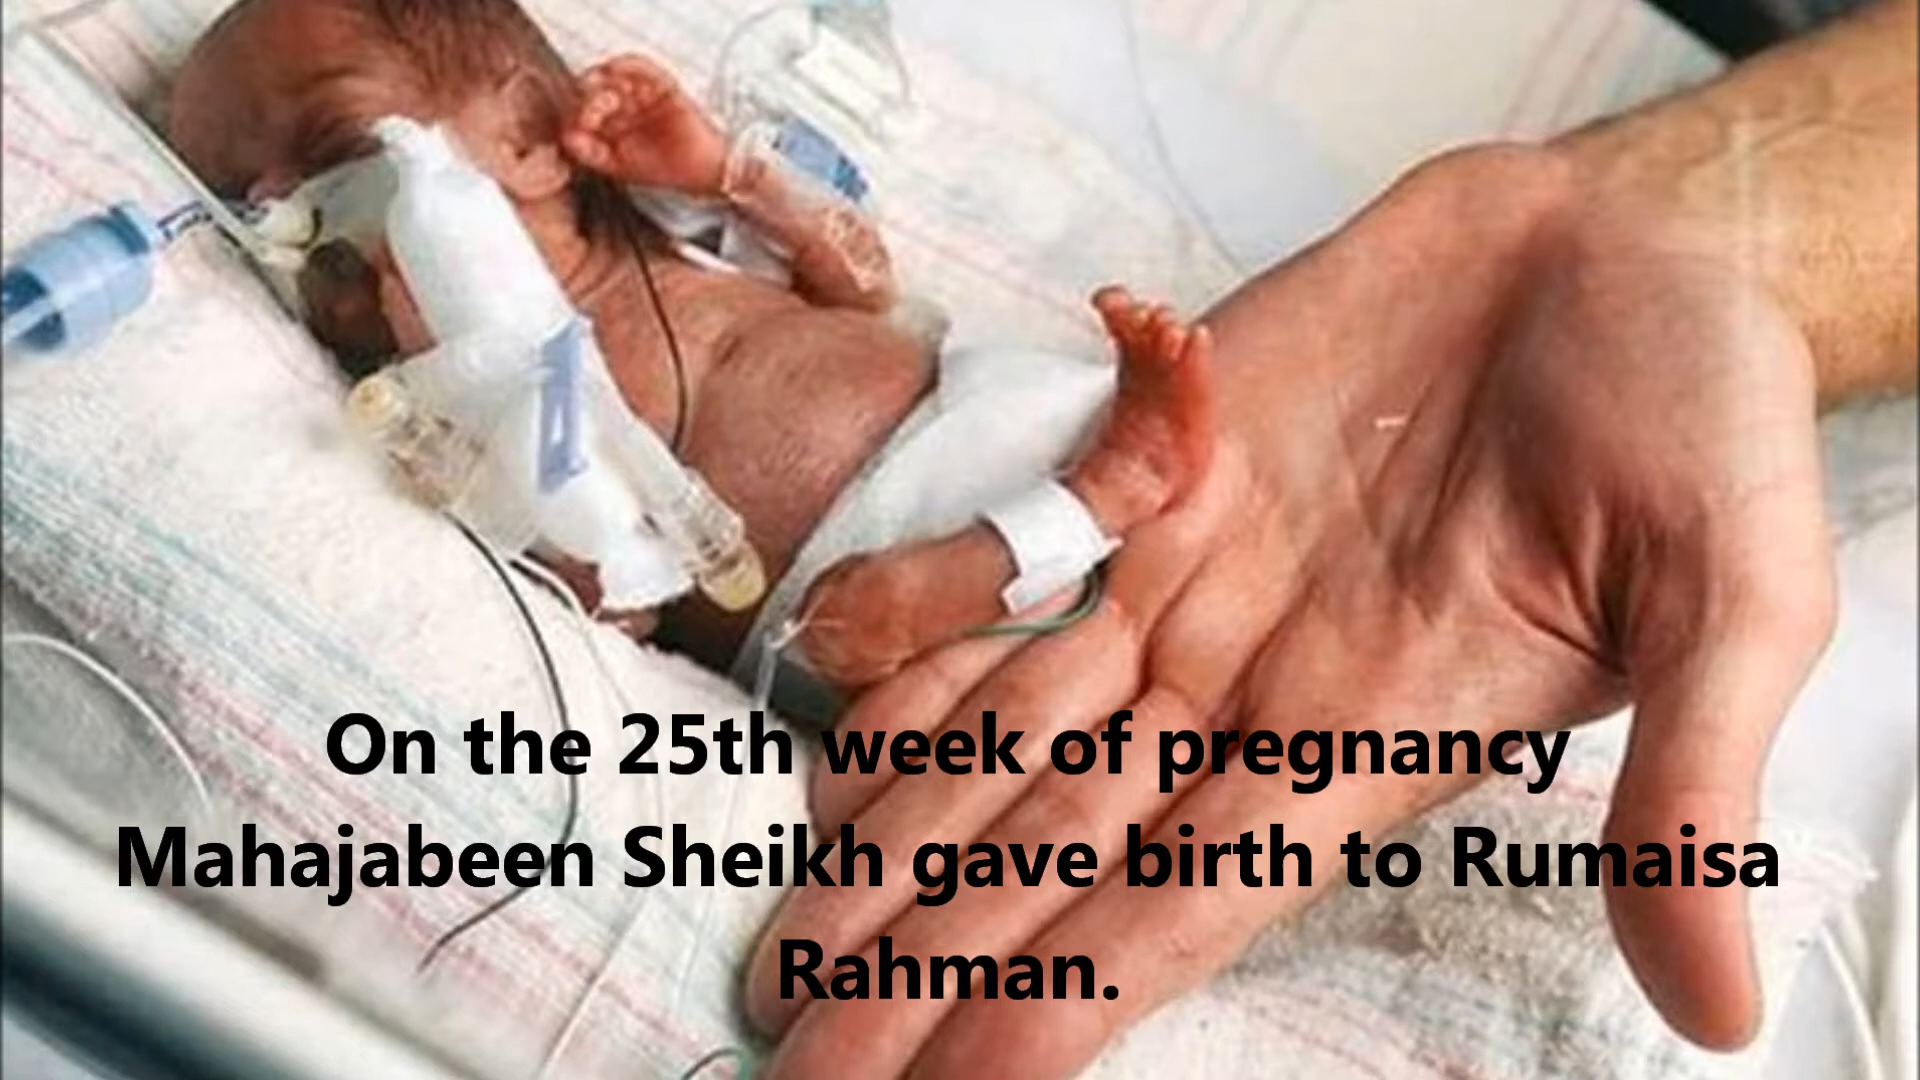 On the 25th week of pregnancy
Mahajabeen Sheikh gave birth to Rumaisa
Rahman.